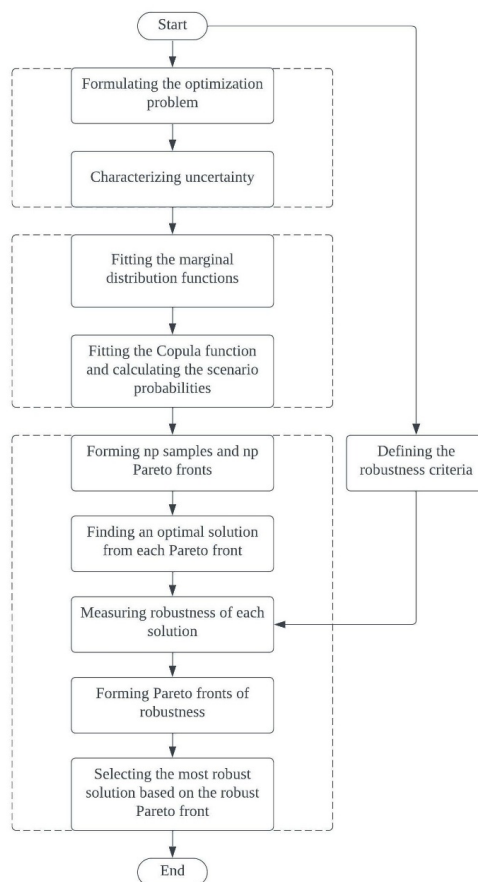 Start
Formulating the optimization
problem
Characterizing uncertainty
Fitting the marginal
distribution functions
Fitting the Copula function
and calculating the scenario
probabilities
Forming np samples and np
Pareto fronts
Defining the
robustness criteria
Finding an optimal solution
from each Pareto front
Measuring robustness of each
solution
Forming Pareto fronts of
robustness
Selecting the most robust
solution based on the robust
Pareto front
End